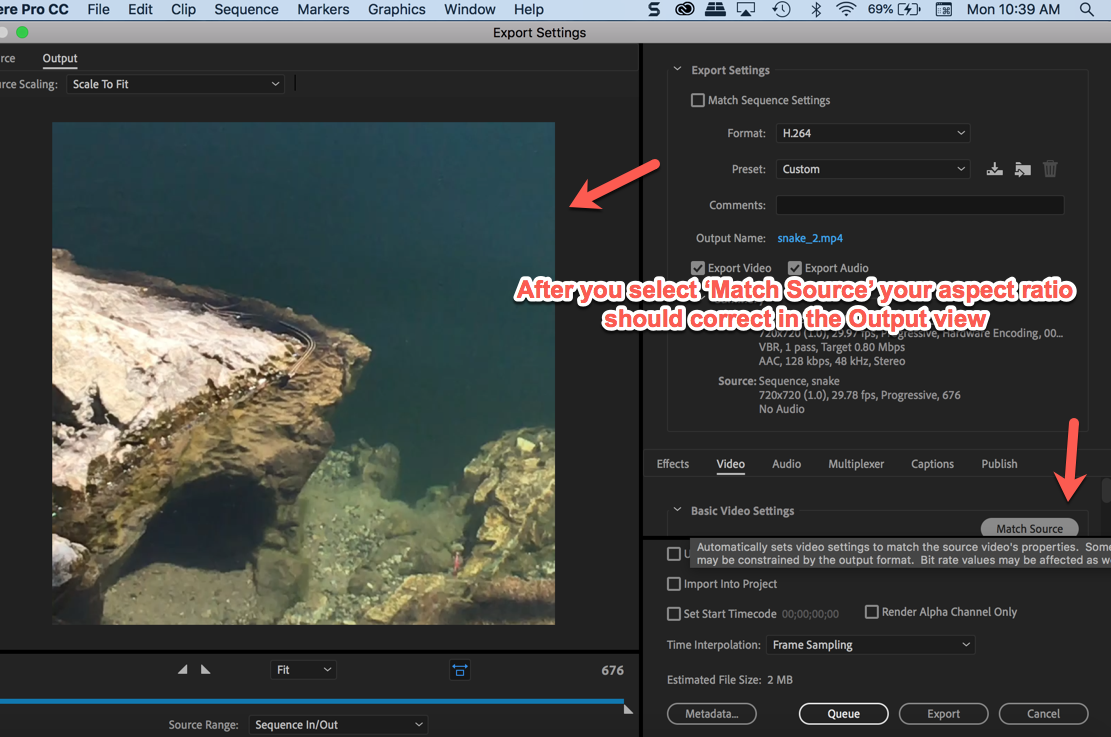 ere Pro CC File Edit Clip Sequence Markers Graphics Window Help 69% Mon 10:39 AM
Export Settings
rce Output
urce Scaling: Scale To Fit
Export Settings
Match Sequence Settings
Format: H.264
Preset: Custom
Comments:
Output Name: snake_2.mp4
Export Video Export Audio
After you select ‘Match Source’ your aspect ratio
should correct in the Output view
720x720 (1.0), 29.97 fps, Progressive, Hardware Encoding, 00...
VBR, 1 pass, Target 0.80 Mbps
AAC, 128 kbps, 48 kHz, Stereo
Source: Sequence, snake
720x720 (1.0), 29.78 fps, Progressive, 676
No Audio
Effects Video Audio Multiplexer Captions Publish
Basic Video Settings
Match Source
Automatically sets video settings to match the source video's properties. Some
may be constrained by the output format. Bit rate values may be affected as we
U
Import Into Project
Set Start Timecode 00;00;00;00 Render Alpha Channel Only
Time Interpolation: Frame Sampling
Fit 676
Estimated File Size: 2 MB
Source Range: Sequence In/Out
Metadata... Queue Export Cancel